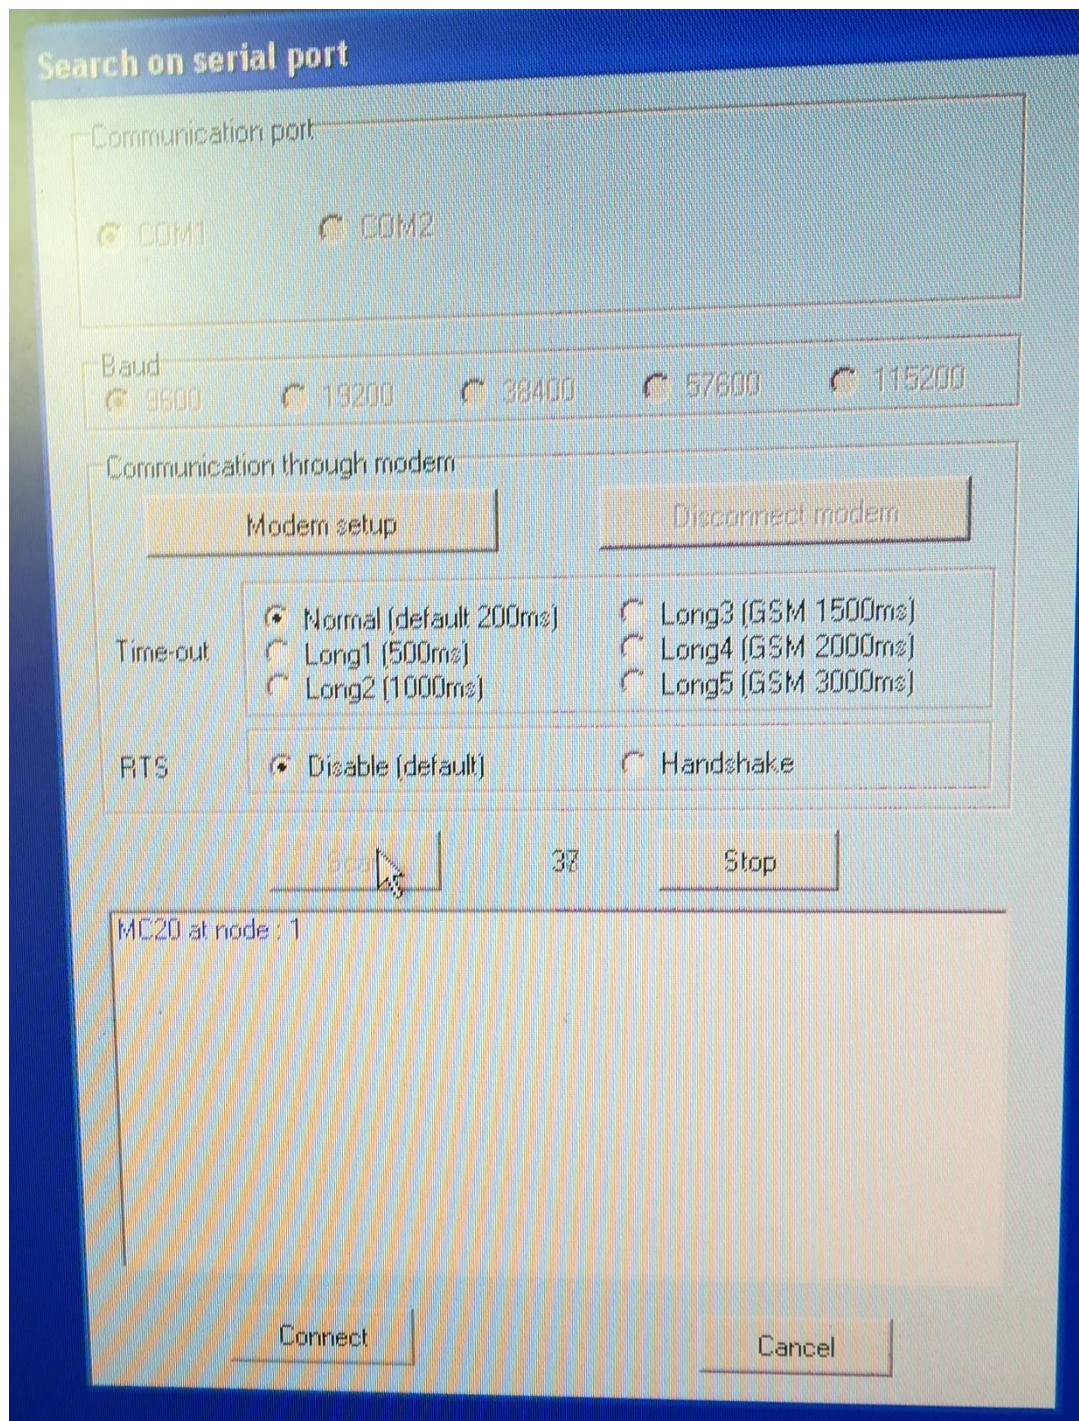 Search on serial port
Communication port
COM1 COM2
Baud
9600 19200 38400 57600 115200
Communication through modem
Modem setup Disconnect modem
Normal (default 200ms) Long3 (GSM 1500ms)
Time-out Long1 (500ms) Long4 (GSM 2000ms)
Long2 (1000ms) Long5 (GSM 3000ms)
RTS Disable (default) Handshake
37 Stop
MC20 at node : 1
Connect Cancel